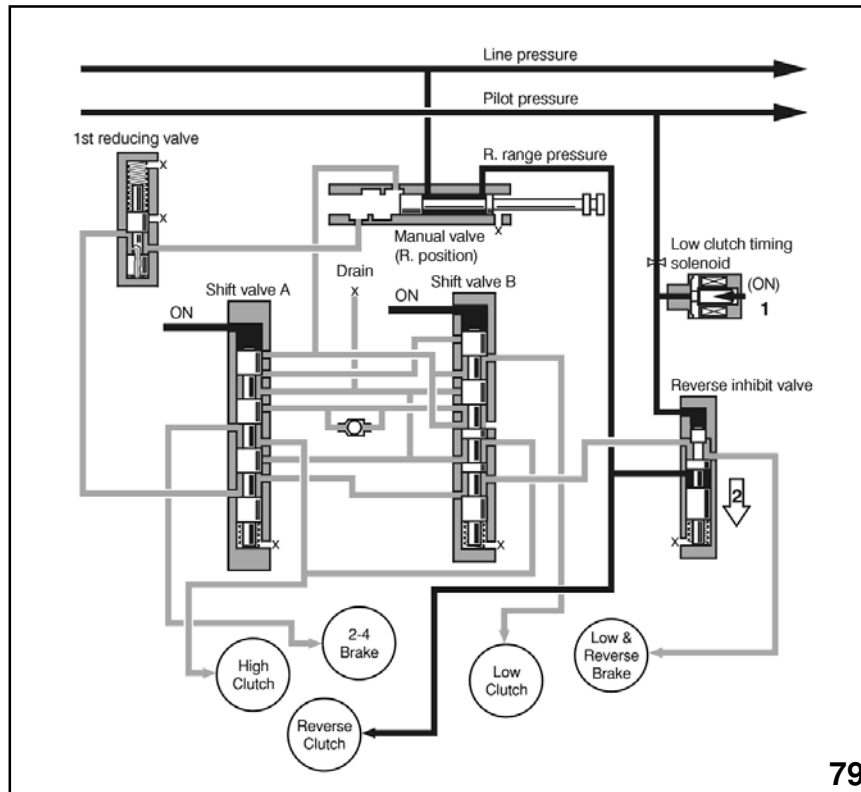 Line pressure
Pilot pressure
1st reducing valve
x
x
R. range pressure
x
Manual valve
(R. position)
Low clutch timing
solenoid
(ON)
1
Drain
x
Shift valve A
ON
Shift valve B
ON
Reverse inhibit valve
2
x
x
x
2-4
Brake
High
Clutch
Low
Clutch
Low &
Reverse
Brake
Reverse
Clutch
79